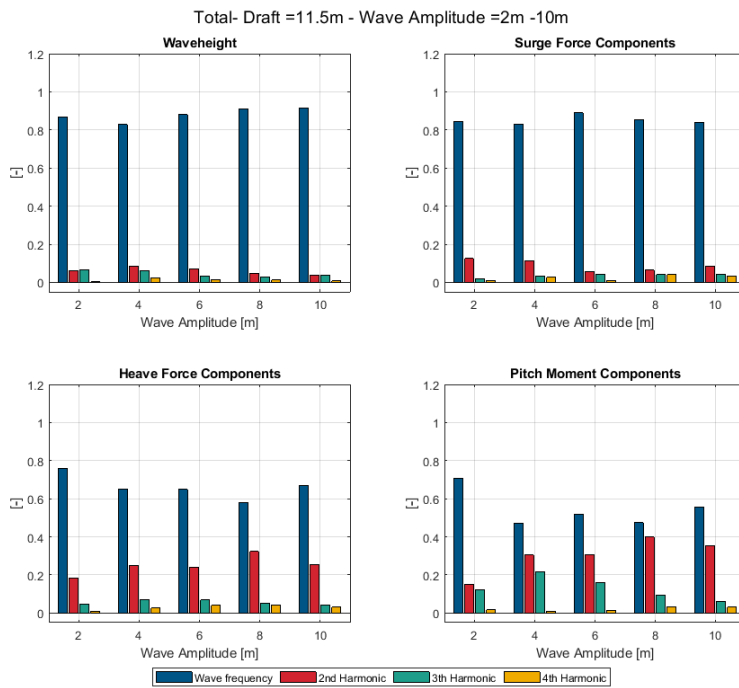 Total- Draft =11.5m - Wave Amplitude =2m -10m
Waveheight
1.2
1
0.8
0.6
0.4
0.2
0
[-]
2 4 6 8 10
Wave Amplitude [m]
Surge Force Components
1.2
1
0.8
0.6
0.4
0.2
0
[-]
2 4 6 8 10
Wave Amplitude [m]
Heave Force Components
1.2
1
0.8
0.6
0.4
0.2
0
[-]
2 4 6 8 10
Wave Amplitude [m]
Pitch Moment Components
1.2
1
0.8
0.6
0.4
0.2
0
[-]
2 4 6 8 10
Wave Amplitude [m]
Wave frequency 2nd Harmonic 3th Harmonic 4th Harmonic